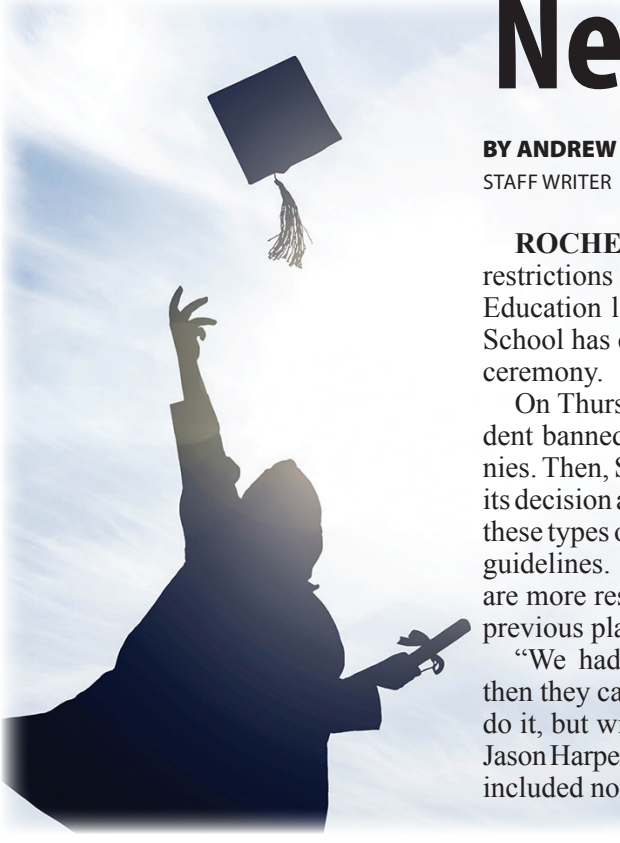 Ne
BY ANDREW
STAFF WRITER
ROCHE
restrictions
Education l
School has
ceremony.
On Thurs
dent banned
nies. Then, S
its decision a
these types o
guidelines.
are more res
previous pla
“We had
then they ca
do it, but wi
Jason Harpe
included no